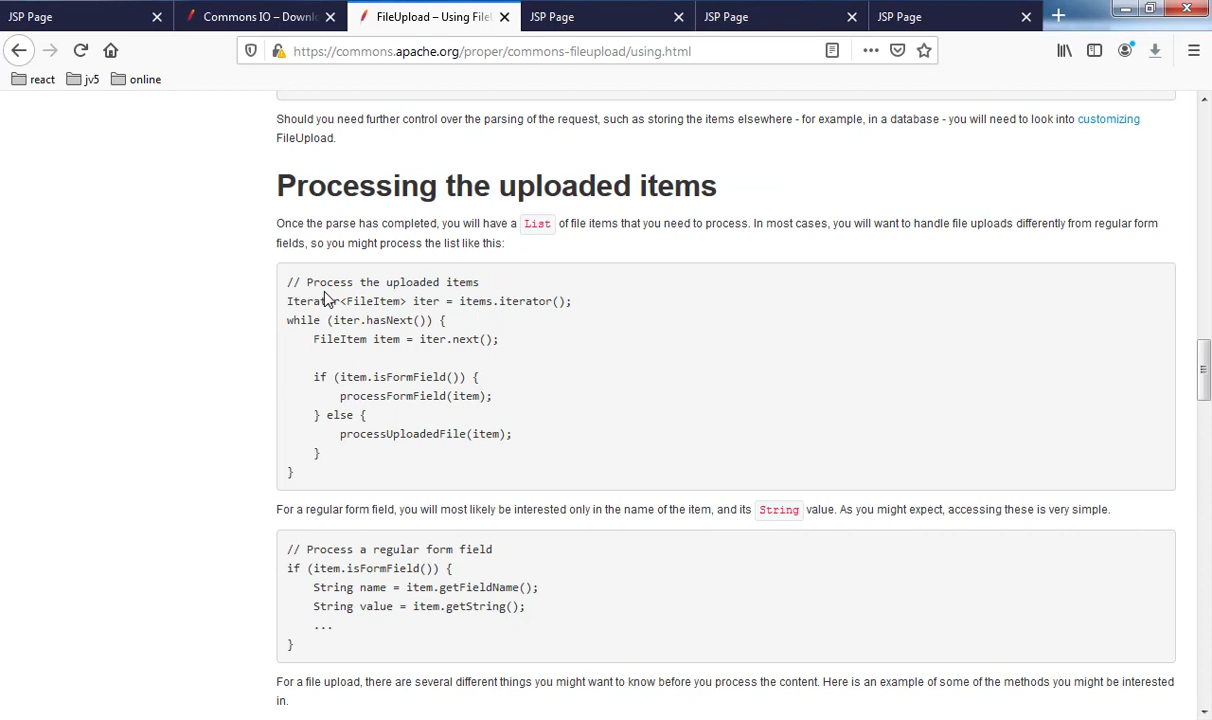 JSP Page
Commons IO – Downlo
FileUpload – Using FileU
JSP Page
JSP Page
JSP Page
https://commons.apache.org/proper/commons-fileupload/using.html
react
jv5
online
Should you need further control over the parsing of the request, such as storing the items elsewhere - for example, in a database - you will need to look into customizing
FileUpload.
Processing the uploaded items
Once the parse has completed, you will have a List of file items that you need to process. In most cases, you will want to handle file uploads differently from regular form
fields, so you might process the list like this:
// Process the uploaded items
Iterator<FileItem> iter = items.iterator();
while (iter.hasNext()) {
    FileItem item = iter.next();
    if (item.isFormField()) {
        processFormField(item);
    } else {
        processUploadedFile(item);
    }
}
For a regular form field, you will most likely be interested only in the name of the item, and its String value. As you might expect, accessing these is very simple.
// Process a regular form field
if (item.isFormField()) {
    String name = item.getFieldName();
    String value = item.getString();
    ...
}
For a file upload, there are several different things you might want to know before you process the content. Here is an example of some of the methods you might be interested
in.